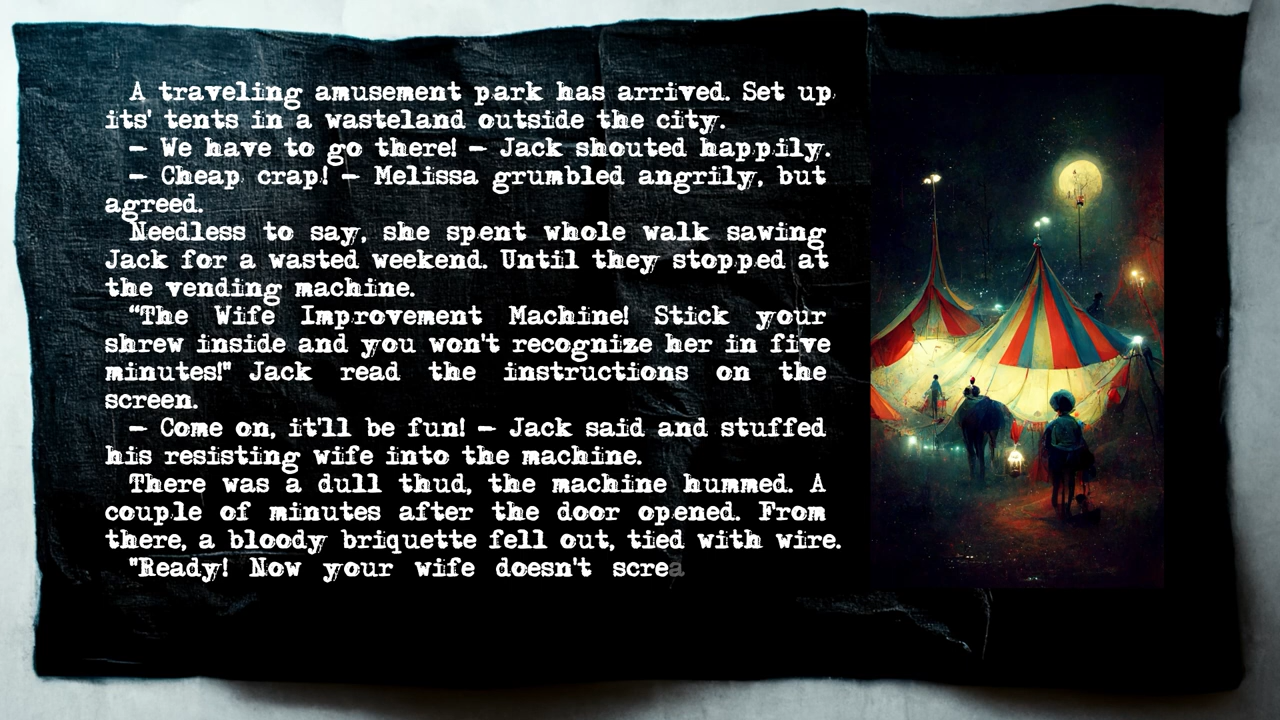 A traveling amusement park has arrived. Set up
its' tents in a wasteland outside the city.
– We have to go there! – Jack shouted happily.
– Cheap crap! – Melissa grumbled angrily, but
agreed.
Needless to say, she spent whole walk sawing
Jack for a wasted weekend. Until they stopped at
the vending machine.
“The Wife Improvement Machine! Stick your
shrew inside and you won't recognize her in five
minutes!" Jack read the instructions on the
screen.
– Come on, it'll be fun! – Jack said and stuffed
his resisting wife into the machine.
There was a dull thud, the machine hummed. A
couple of minutes after the door opened. From
there, a bloody briquette fell out, tied with wire.
"Ready! Now your wife doesn't screa